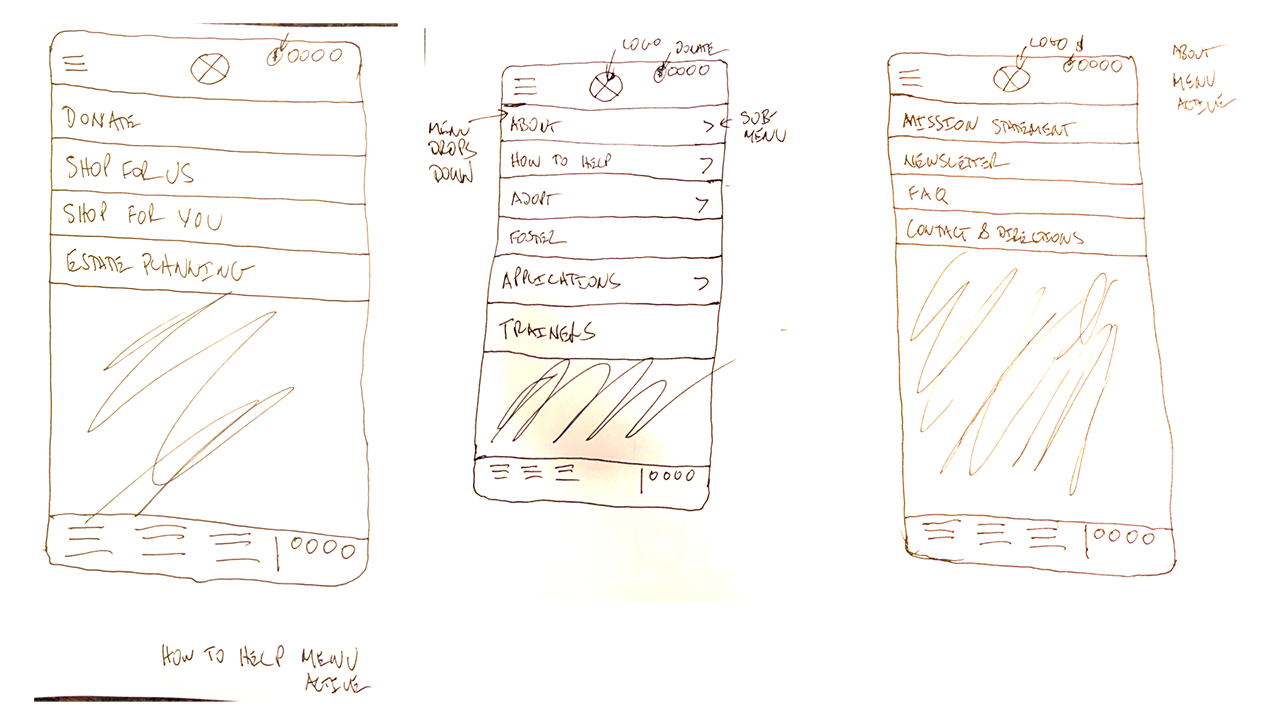 $
DONATE
SHOP FOR US
SHOP FOR YOU
ESTATE PLANNING
HOW TO HELP MENU
ACTIVE
LOGO
DONATE
$
MENU
DROPS
DOWN
ABOUT
HOW TO HELP
ADOPT
FOSTER
APPLICATIONS
TRAINERS
SUB
MENU
LOGO $
$
MISSION STATEMENT
NEWSLETTER
FAQ
CONTACT & DIRECTIONS
ABOUT
MENU
ACTIVE